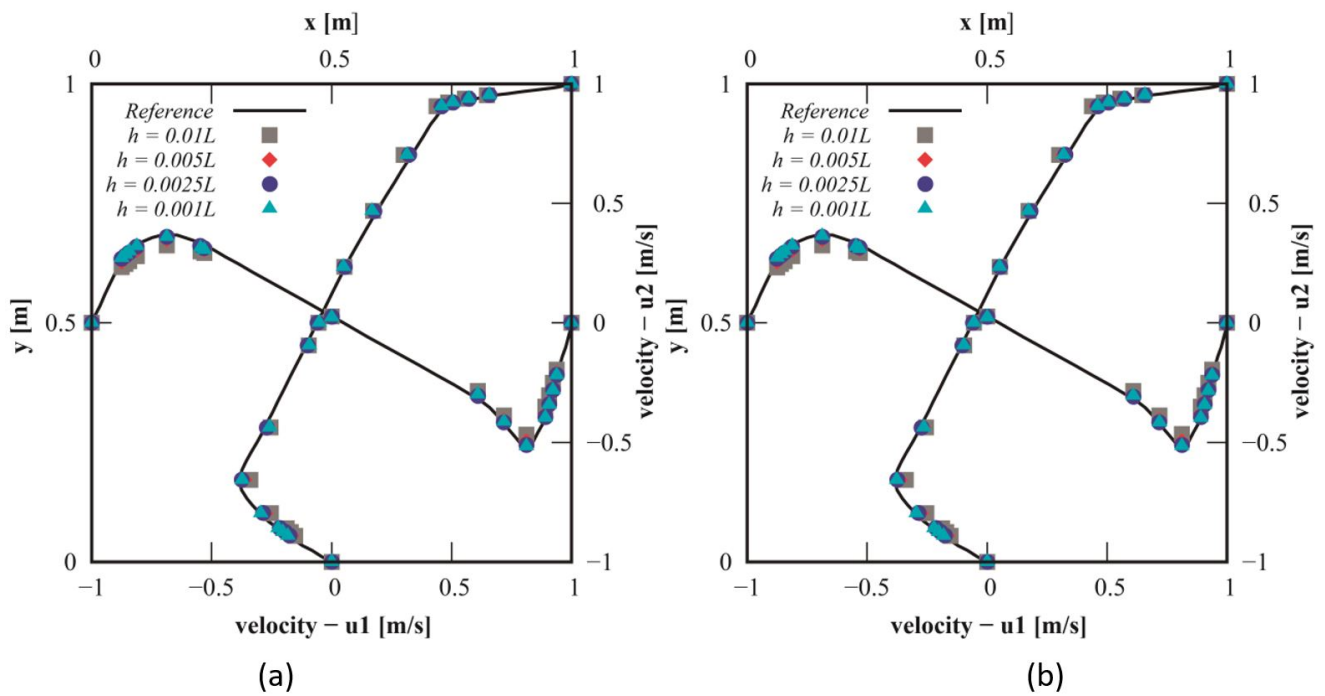 x [m]
0 0.5 1
1
1
Reference
h = 0.01L
h = 0.005L
h = 0.0025L
h = 0.001L
0.5
y [m]
0.5
0
velocity − u2 [m/s]
−0.5
0
−1
−1 −0.5 0 0.5 1
velocity − u1 [m/s]
(a)
x [m]
0 0.5 1
1
1
Reference
h = 0.01L
h = 0.005L
h = 0.0025L
h = 0.001L
0.5
y [m]
0.5
0
velocity − u2 [m/s]
−0.5
0
−1
−1 −0.5 0 0.5 1
velocity − u1 [m/s]
(b)